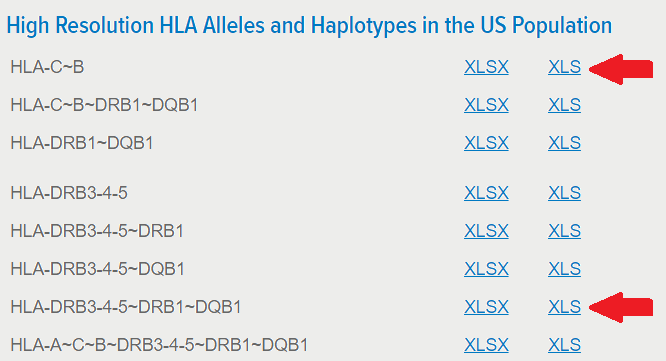 High Resolution HLA Alleles and Haplotypes in the US Population
HLA-C~B XLSX XLS
HLA-C~B~DRB1~DQB1 XLSX XLS
HLA-DRB1~DQB1 XLSX XLS
HLA-DRB3-4-5 XLSX XLS
HLA-DRB3-4-5~DRB1 XLSX XLS
HLA-DRB3-4-5~DQB1 XLSX XLS
HLA-DRB3-4-5~DRB1~DQB1 XLSX XLS
HLA-A~C~B~DRB3-4-5~DRB1~DQB1 XLSX XLS